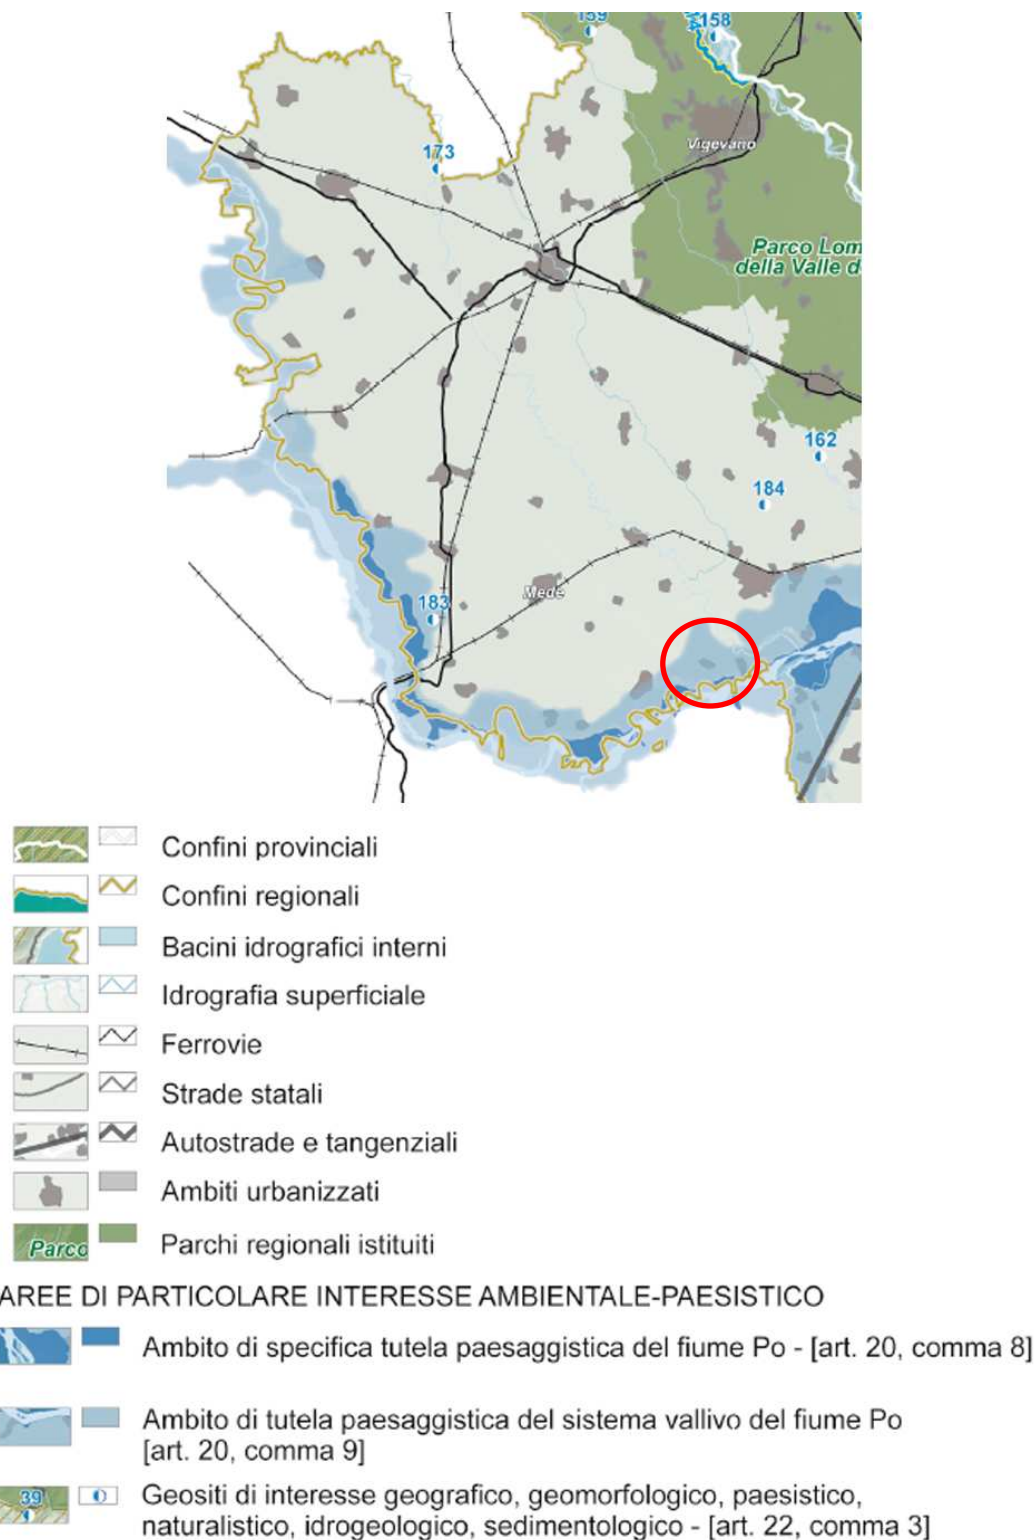 159
158
173
Vigevano
Parco Lom
della Valle d
162
184
Mede
183
Confini provinciali
Confini regionali
Bacini idrografici interni
Idrografia superficiale
Ferrovie
Strade statali
Autostrade e tangenziali
Ambiti urbanizzati
Parco
Parchi regionali istituiti
AREE DI PARTICOLARE INTERESSE AMBIENTALE-PAESISTICO
Ambito di specifica tutela paesaggistica del fiume Po - [art. 20, comma 8]
Ambito di tutela paesaggistica del sistema vallivo del fiume Po
[art. 20, comma 9]
39
Geositi di interesse geografico, geomorfologico, paesistico,
naturalistico, idrogeologico, sedimentologico - [art. 22, comma 3]